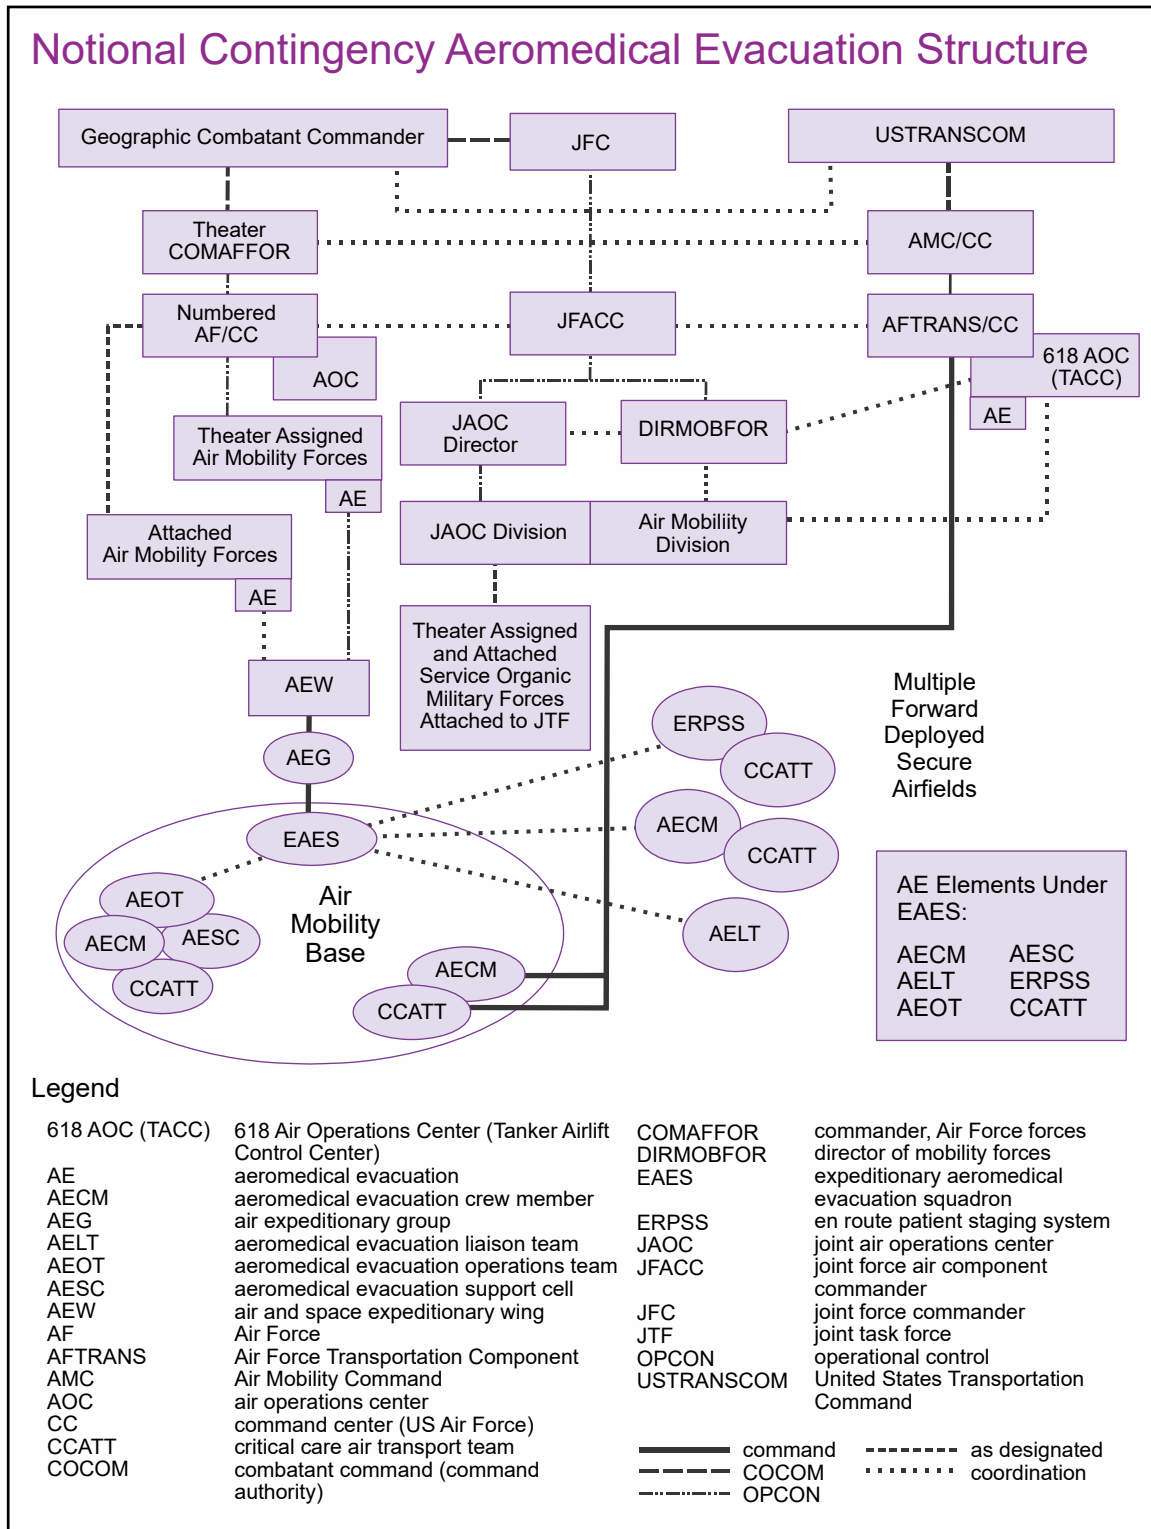 Notional Contingency Aeromedical Evacuation Structure
Geographic Combatant Commander
JFC
USTRANSCOM
Theater
COMAFFOR
AMC/CC
Numbered
AF/CC
JFACC
AFTRANS/CC
AOC
618 AOC
(TACC)
AE
JAOC
Director
DIRMOBFOR
Theater Assigned
Air Mobility Forces
AE
Attached
Air Mobility Forces
AE
JAOC Division
Air Mobiliity
Division
Theater Assigned
and Attached
Service Organic
Military Forces
Attached to JTF
AEW
AEG
EAES
ERPSS
CCATT
AECM
CCATT
AELT
Multiple
Forward
Deployed
Secure
Airfields
AEOT
AECM
AESC
CCATT
Air
Mobility
Base
AECM
CCATT
AE Elements Under
EAES:
AECM AESC
AELT ERPSS
AEOT CCATT
Legend
618 AOC (TACC) 618 Air Operations Center (Tanker Airlift
Control Center)
AE aeromedical evacuation
AECM aeromedical evacuation crew member
AEG air expeditionary group
AELT aeromedical evacuation liaison team
AEOT aeromedical evacuation operations team
AESC aeromedical evacuation support cell
AEW air and space expeditionary wing
AF Air Force
AFTRANS Air Force Transportation Component
AMC Air Mobility Command
AOC air operations center
CC command center (US Air Force)
CCATT critical care air transport team
COCOM combatant command (command
authority)
COMAFFOR commander, Air Force forces
DIRMOBFOR director of mobility forces
EAES expeditionary aeromedical
evacuation squadron
ERPSS en route patient staging system
JAOC joint air operations center
JFACC joint force air component
commander
JFC joint force commander
JTF joint task force
OPCON operational control
USTRANSCOM United States Transportation
Command
command
COCOM
OPCON
as designated
coordination